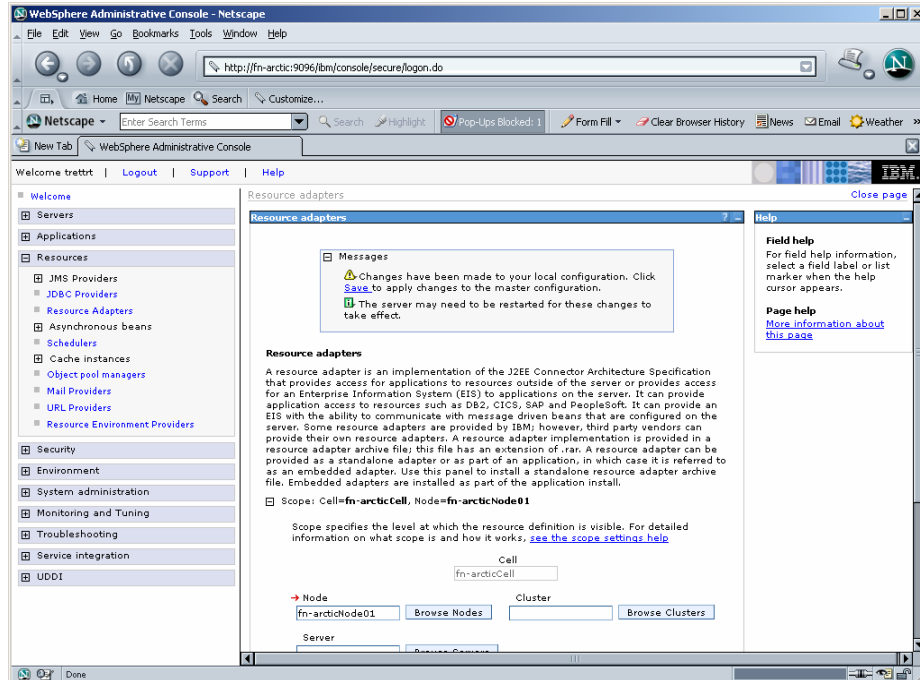 WebSphere Administrative Console - Netscape
File Edit View Go Bookmarks Tools Window Help
http://fn-arctic:9096/ibm/console/secure/logon.do
Home My Netscape Search Customize...
Netscape Enter Search Terms Search Highlight Pop-Ups Blocked: 1 Form Fill Clear Browser History News Email Weather »
New Tab WebSphere Administrative Console
Welcome trettrt | Logout | Support | Help IBM.
Welcome
Servers
Applications
Resources
JMS Providers
JDBC Providers
Resource Adapters
Asynchronous beans
Schedulers
Cache instances
Object pool managers
Mail Providers
URL Providers
Resource Environment Providers
Security
Environment
System administration
Monitoring and Tuning
Troubleshooting
Service integration
UDDI
Resource adapters Close page
Resource adapters ? –
Messages
Changes have been made to your local configuration. Click
Save to apply changes to the master configuration.
The server may need to be restarted for these changes to
take effect.
Resource adapters
A resource adapter is an implementation of the J2EE Connector Architecture Specification
that provides access for applications to resources outside of the server or provides access
for an Enterprise Information System (EIS) to applications on the server. It can provide
application access to resources such as DB2, CICS, SAP and PeopleSoft. It can provide an
EIS with the ability to communicate with message driven beans that are configured on the
server. Some resource adapters are provided by IBM; however, third party vendors can
provide their own resource adapters. A resource adapter implementation is provided in a
resource adapter archive file; this file has an extension of .rar. A resource adapter can be
provided as a standalone adapter or as part of an application, in which case it is referred to
as an embedded adapter. Use this panel to install a standalone resource adapter archive
file. Embedded adapters are installed as part of the application install.
Scope: Cell=fn-arcticCell, Node=fn-arcticNode01
Scope specifies the level at which the resource definition is visible. For detailed
information on what scope is and how it works, see the scope settings help
Cell
fn-arcticCell
Node Cluster
fn-arcticNode01 Browse Nodes Browse Clusters
Server
Browse Servers
Help –
Field help
For field help information,
select a field label or list
marker when the help
cursor appears.
Page help
More information about
this page
Done